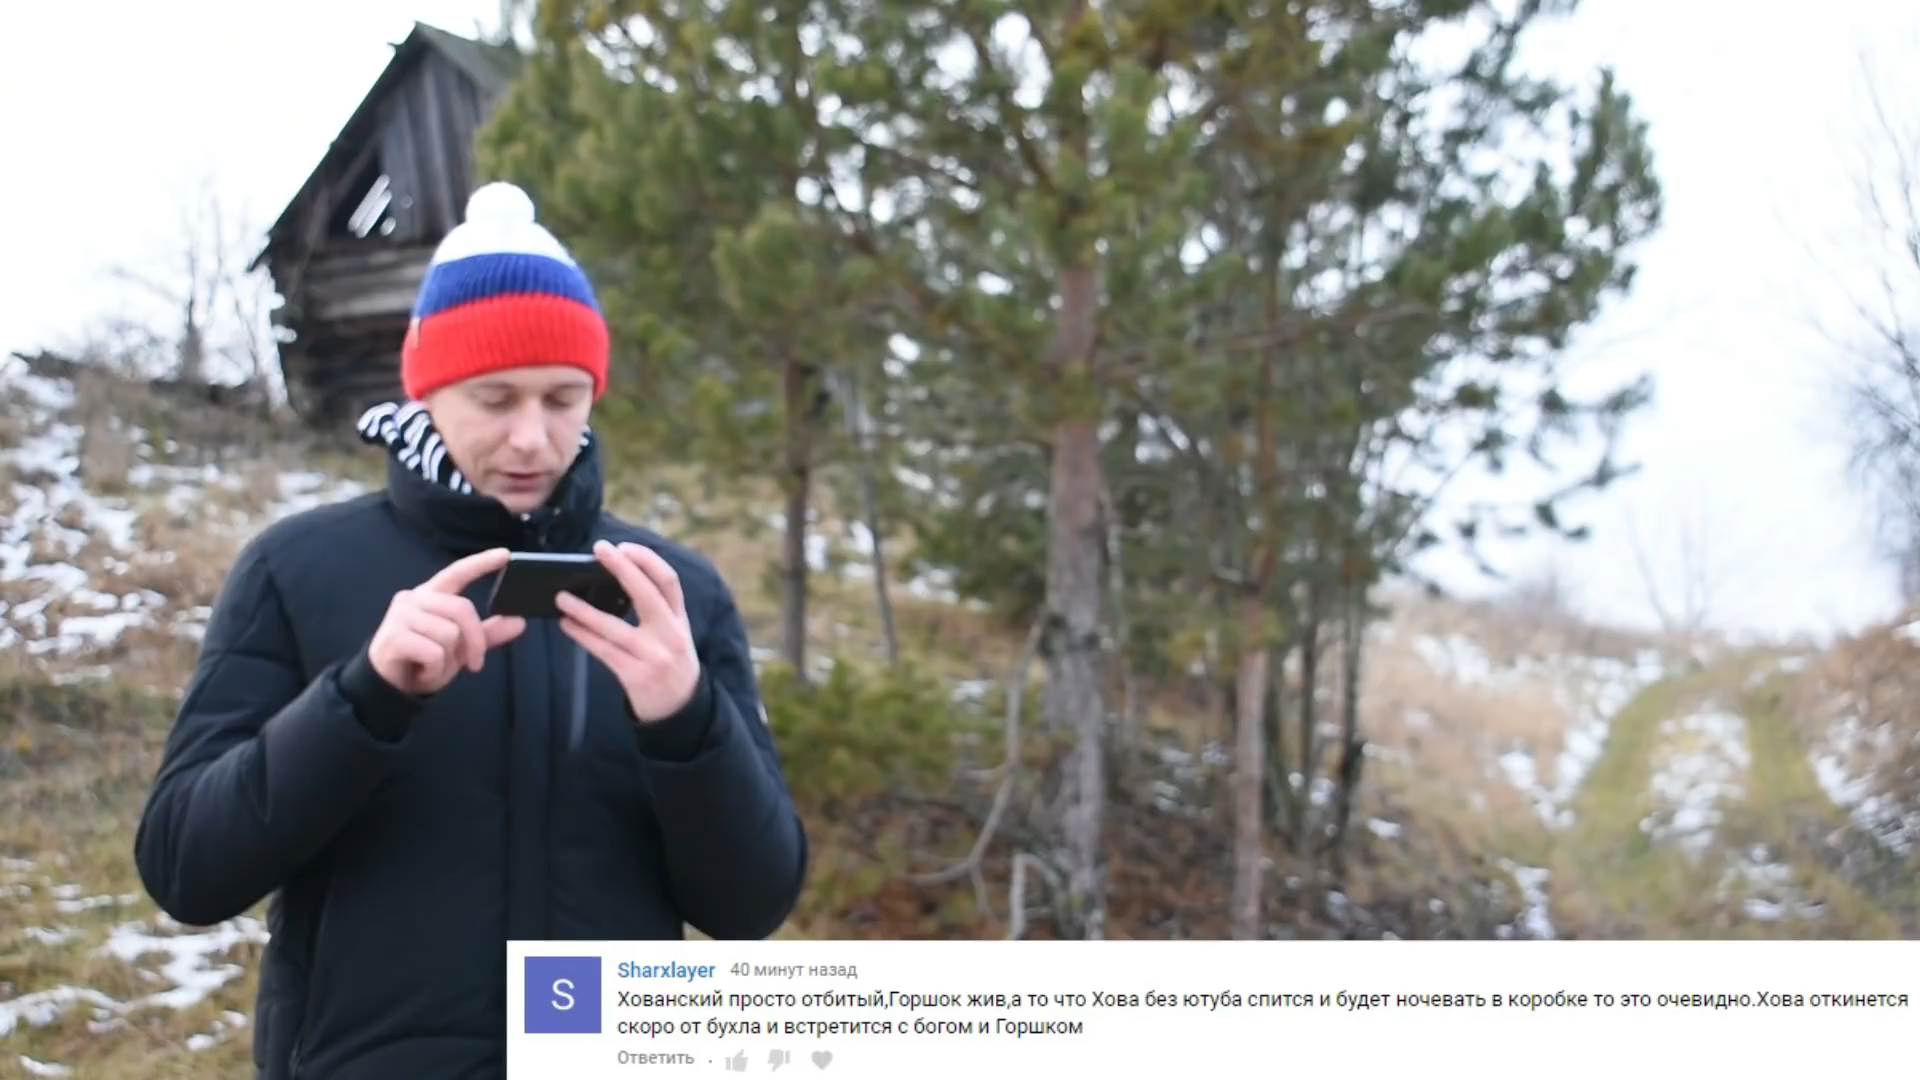 S
Sharxlayer 40 минут назад
Хованский просто отбитый,Горшок жив,а то что Хова без ютуба спится и будет ночевать в коробке то это очевидно.Хова откинется
скоро от бухла и встретится с богом и Горшком
Ответить .